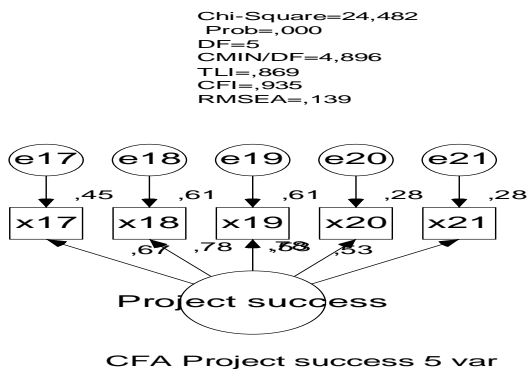 Chi-Square=24,482
Prob=,000
DF=5
CMIN/DF=4,896
TLI=,869
CFI=,935
RMSEA=,139
e17 e18 e19 e20 e21
,45 ,61 ,61 ,28 ,28
x17 x18 x19 x20 x21
,67 ,78 ,78 ,53 ,53
Project success
CFA Project success 5 var